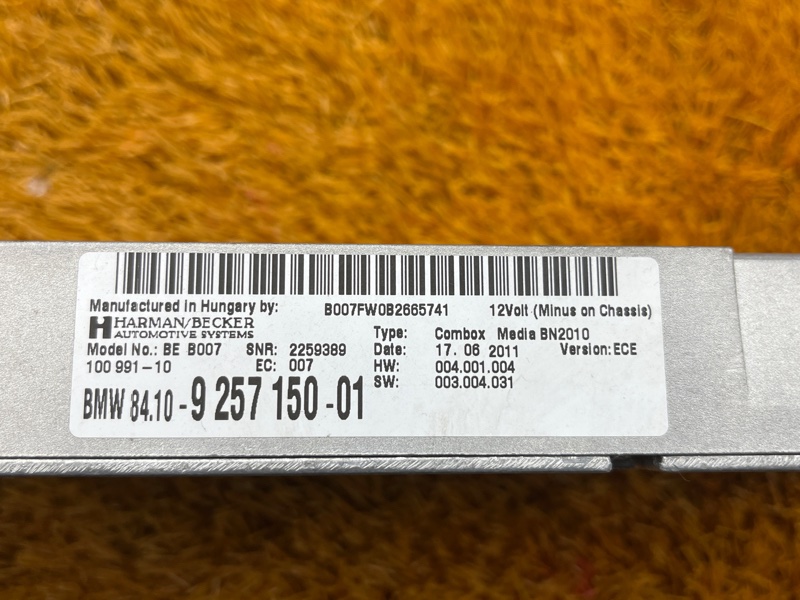 Manufactured in Hungary by: B007FW0B2665741 12Volt (Minus on Chassis)
HARMAN/BECKER
AUTOMOTIVE SYSTEMS
Type: Combox Media BN2010
Model No.: BE B007 SNR: 2259389 Date: 17. 06 2011 Version: ECE
100 991-10 EC: 007 HW: 004.001.004
SW: 003.004.031
BMW 84.10 - 9 257 150 - 01